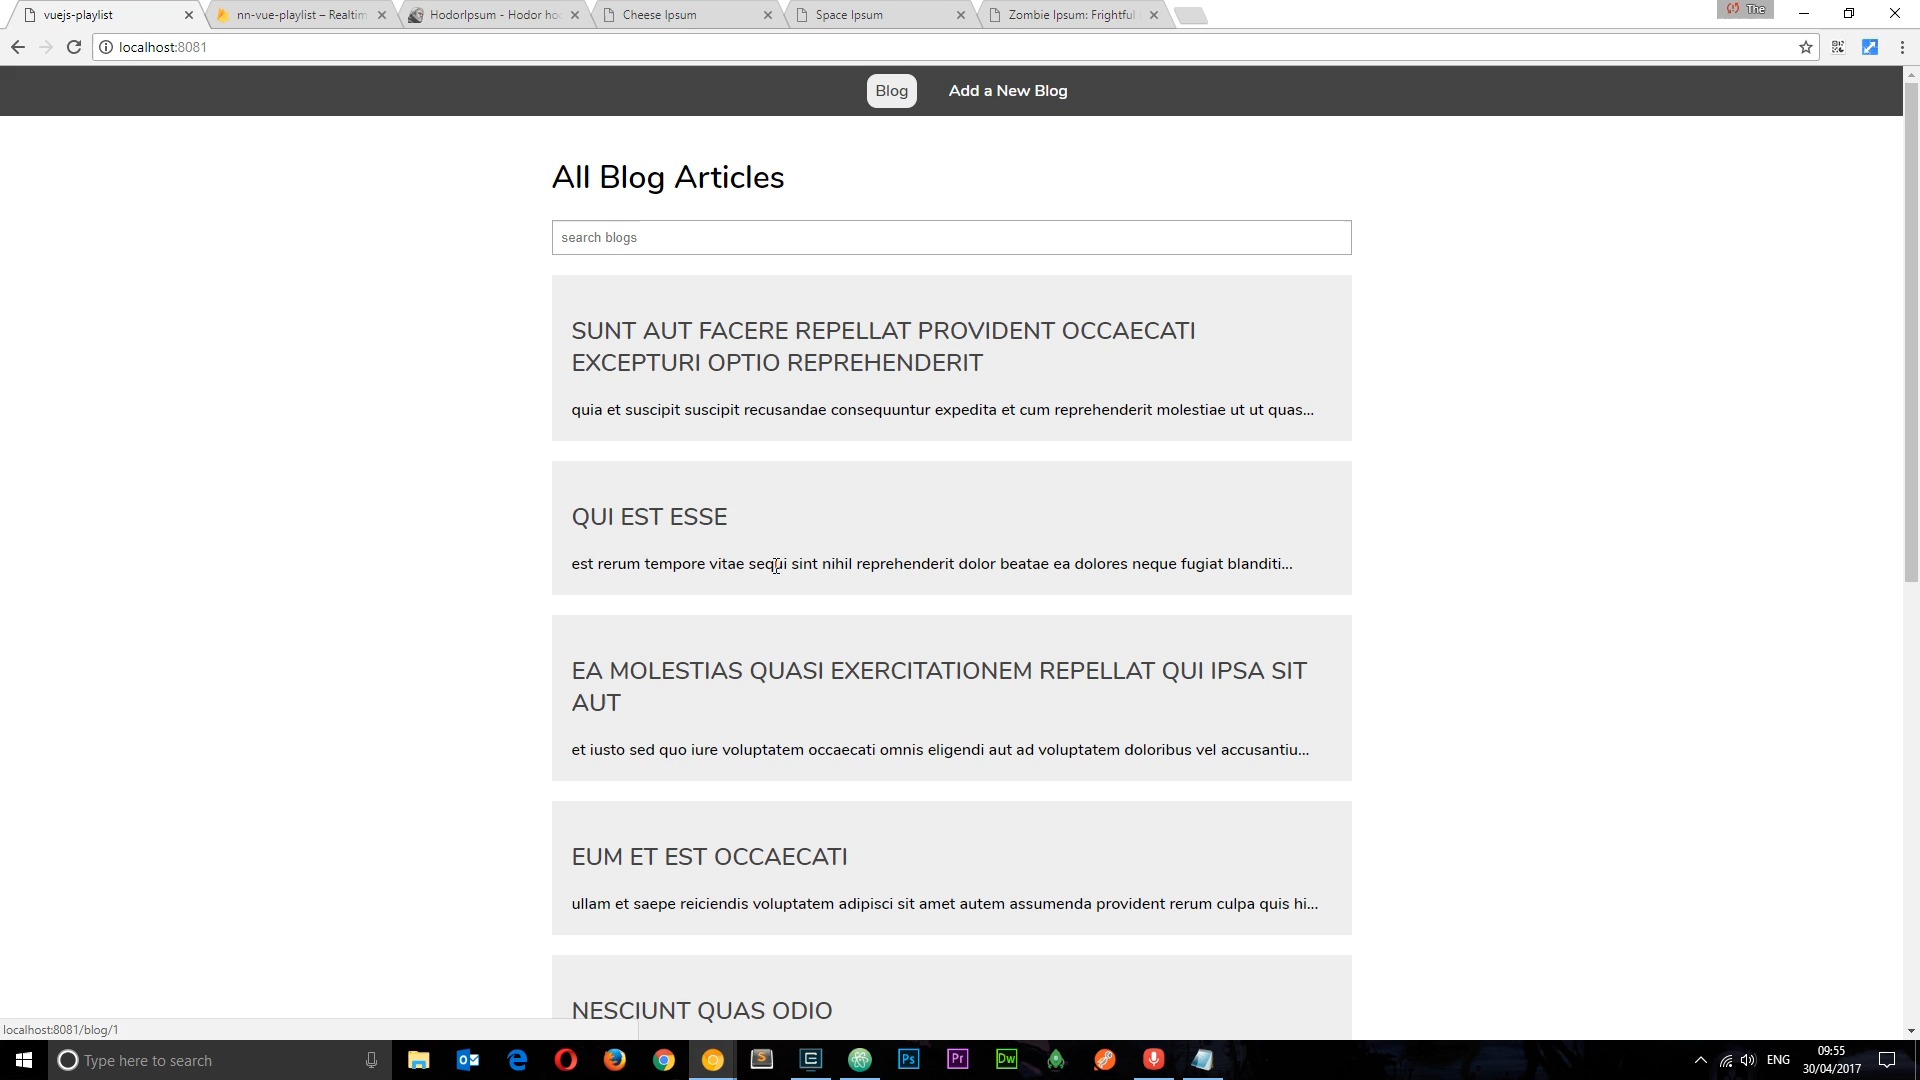 vuejs-playlist
nn-vue-playlist – Realtim
HodorIpsum - Hodor ho
Cheese Ipsum
Space Ipsum
Zombie Ipsum: Frightful
The
localhost:8081
Blog
Add a New Blog
All Blog Articles
search blogs
SUNT AUT FACERE REPELLAT PROVIDENT OCCAECATI
EXCEPTURI OPTIO REPREHENDERIT
quia et suscipit suscipit recusandae consequuntur expedita et cum reprehenderit molestiae ut ut quas...
QUI EST ESSE
est rerum tempore vitae sequi sint nihil reprehenderit dolor beatae ea dolores neque fugiat blanditi...
EA MOLESTIAS QUASI EXERCITATIONEM REPELLAT QUI IPSA SIT
AUT
et iusto sed quo iure voluptatem occaecati omnis eligendi aut ad voluptatem doloribus vel accusantiu...
EUM ET EST OCCAECATI
ullam et saepe reiciendis voluptatem adipisci sit amet autem assumenda provident rerum culpa quis hi...
NESCIUNT QUAS ODIO
localhost:8081/blog/1
Type here to search
Ps
Pr
Dw
ENG
09:55
30/04/2017